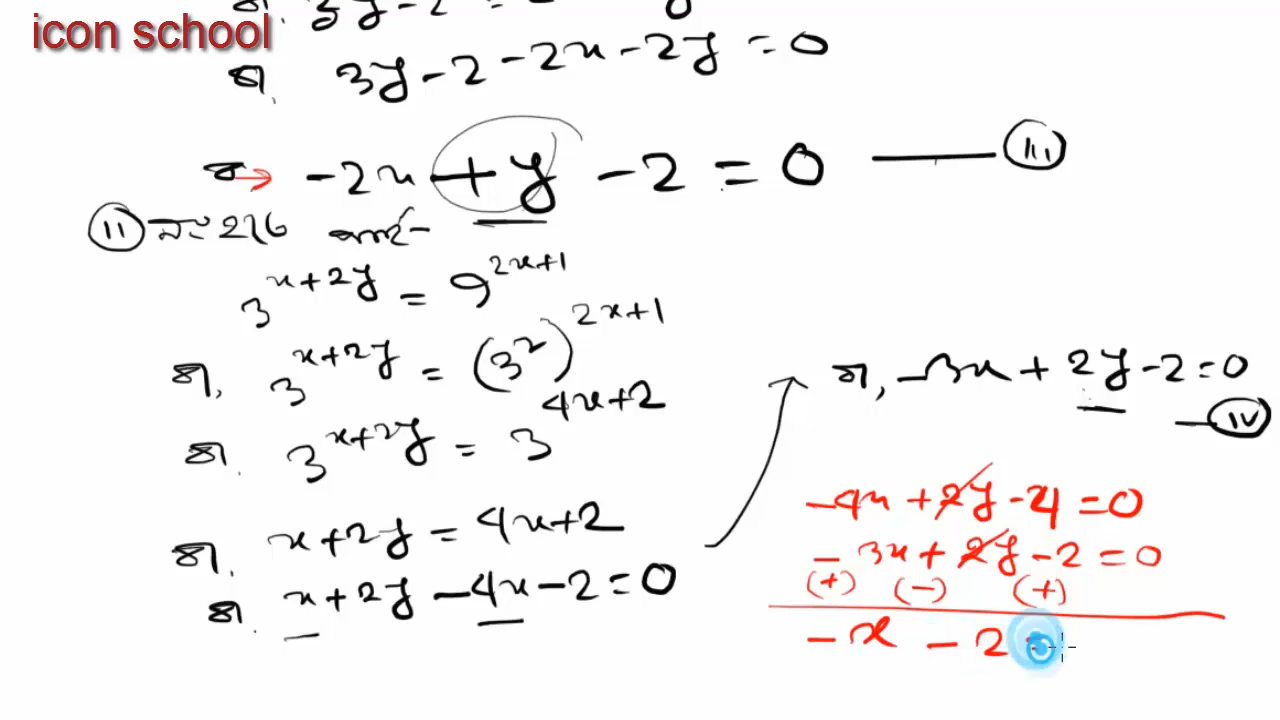 icon school
বা, 3y - 2 - 2x - 2y = 0
-2x + y - 2 = 0 —— (iii)
(ii) নং হতে পাই-
3^{x+2y} = 9^{2x+1}
বা, 3^{x+2y} = (3^2)^{2x+1}
বা, 3^{x+2y} = 3^{4x+2}
বা, x+2y = 4x+2
বা, x+2y -4x -2 = 0
বা, -3x + 2y - 2 = 0
— (iv)
-4x + 2y - 4 = 0
-3x + 2y - 2 = 0
(+) (-) (+)
-x - 2 =